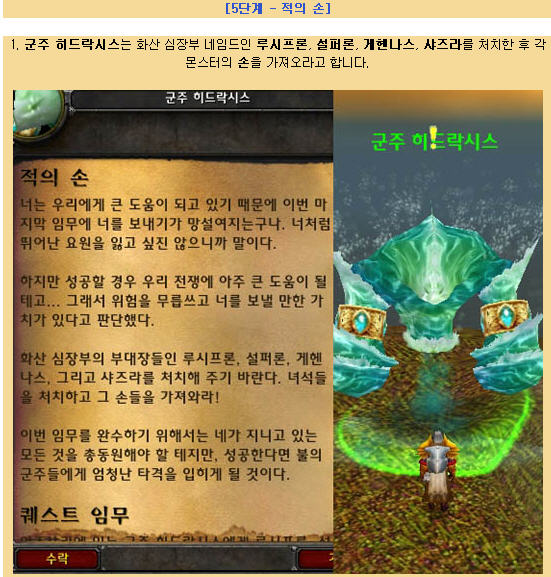 [5단계 - 적의 손]
1. 군주 히드락시스는 화산 심장부 네임드인 루시프론, 설퍼론, 게헨나스, 샤즈라를 처치한 후 각
몬스터의 손을 가져오라고 합니다.
군주 히드락시스
적의 손
너는 우리에게 큰 도움이 되고 있기 때문에 이번 마
지막 임무에 너를 보내기가 망설여지는구나. 너처럼
뛰어난 요원을 잃고 싶진 않으니까 말이다.
하지만 성공할 경우 우리 전쟁에 아주 큰 도움이 될
테고... 그래서 위험을 무릅쓰고 너를 보낼 만한 가
치가 있다고 판단했다.
화산 심장부의 부대장들인 루시프론, 설퍼론, 게헨
나스, 그리고 샤즈라를 처치해 주기 바란다. 녀석들
을 처치하고 그 손들을 가져와라!
이번 임무를 완수하기 위해서는 네가 지니고 있는
모든 것을 총동원해야 할 테지만, 성공한다면 불의
군주들에게 엄청난 타격을 입히게 될 것이다.
퀘스트 임무
수락
군주 히드락시스